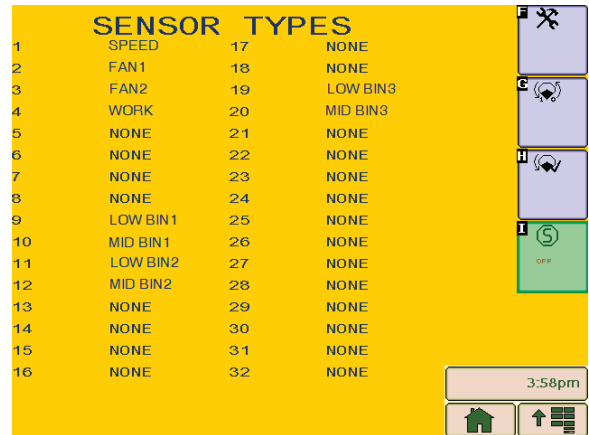 SENSOR TYPES
1 SPEED 17 NONE
2 FAN1 18 NONE
3 FAN2 19 LOW BIN3
4 WORK 20 MID BIN3
5 NONE 21 NONE
6 NONE 22 NONE
7 NONE 23 NONE
8 NONE 24 NONE
9 LOW BIN1 25 NONE
10 MID BIN1 26 NONE
11 LOW BIN2 27 NONE
12 MID BIN2 28 NONE
13 NONE 29 NONE
14 NONE 30 NONE
15 NONE 31 NONE
16 NONE 32 NONE
F
G
1 0
H
I
S
OFF
3:58pm